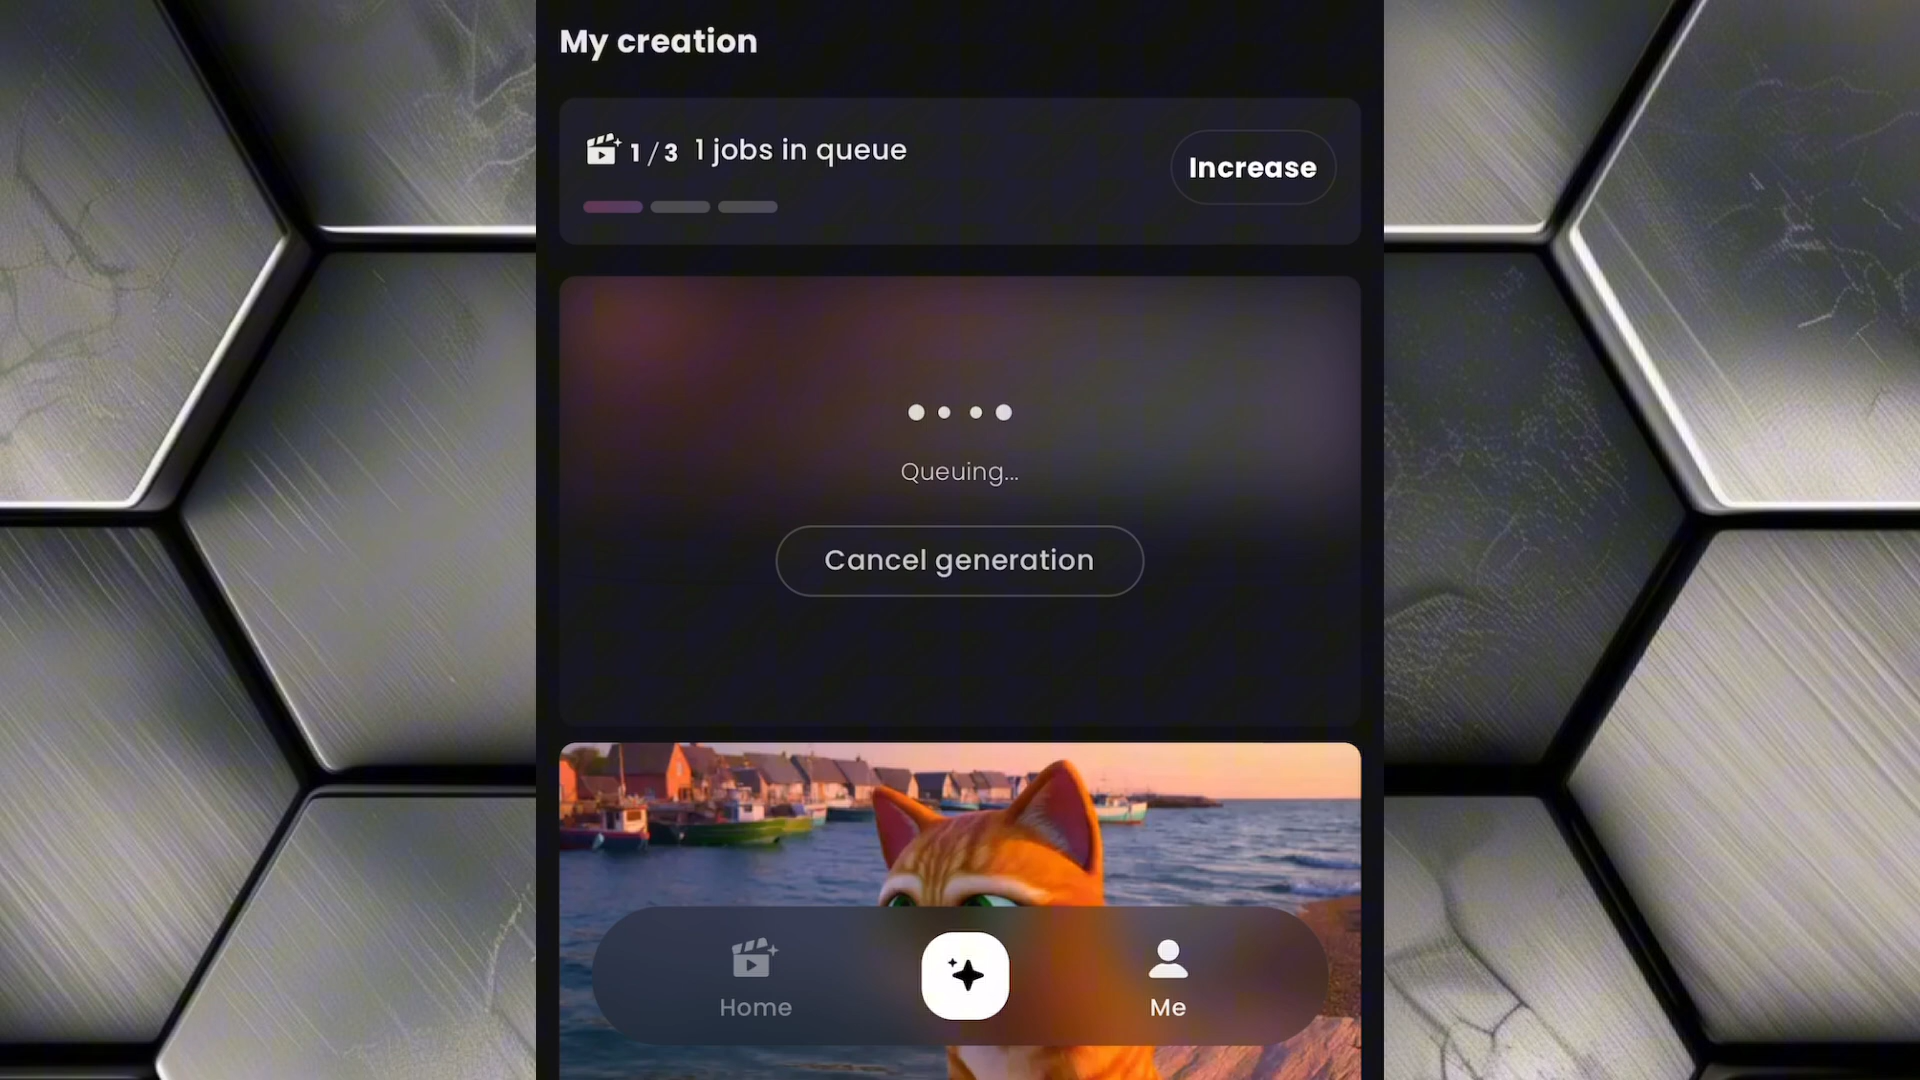 My creation
1/3 1 jobs in queue
Increase
Queuing...
Cancel generation
Home
Me